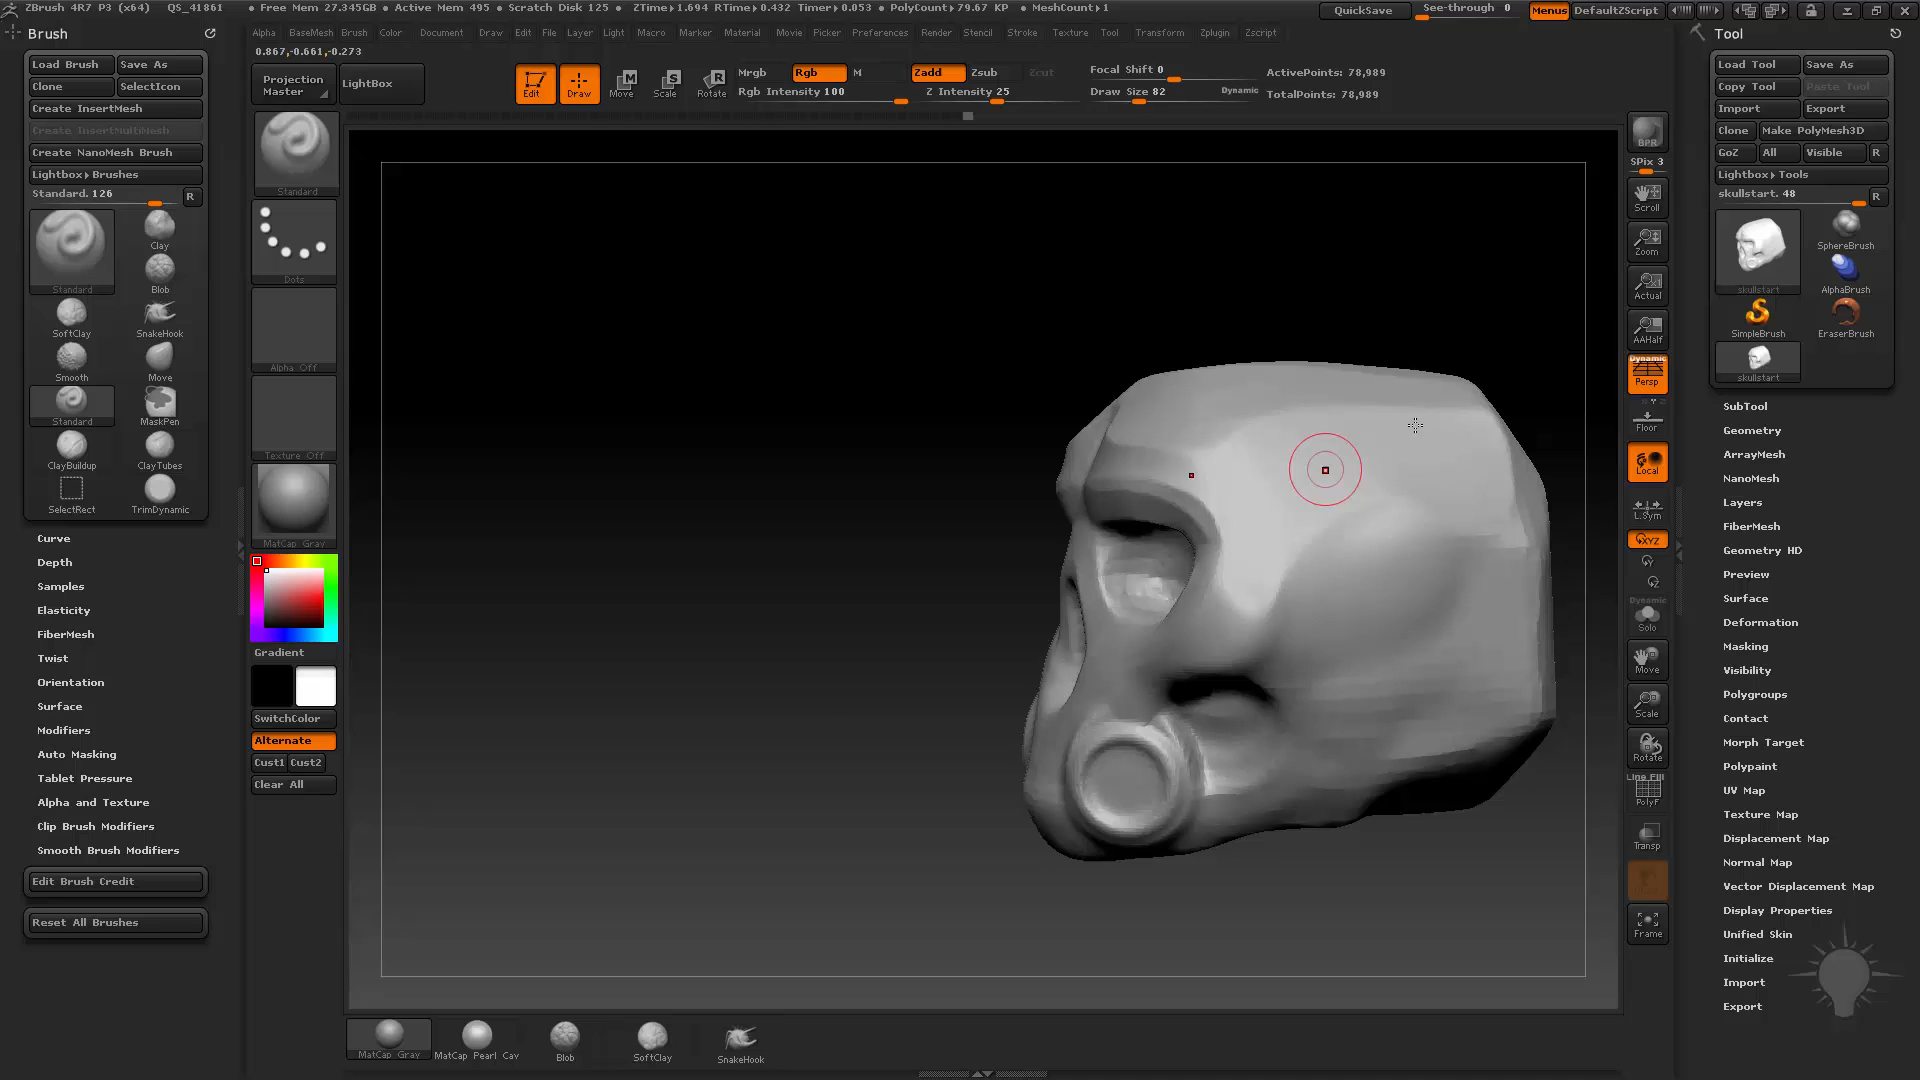 ZBrush 4R7 P3 (x64) QS_41861 • Free Mem 27.345GB • Active Mem 495 • Scratch Disk 125 • ZTime▸1.694 RTime▸0.432 Timer▸0.053 • PolyCount▸79.67 KP • MeshCount▸1 QuickSave See-through 0 Menus DefaultZScript
Brush
Alpha BaseMesh Brush Color Document Draw Edit File Layer Light Macro Marker Material Movie Picker Preferences Render Stencil Stroke Texture Tool Transform Zplugin Zscript
Tool
0.867,-0.661,-0.273
Load Brush Save As
Clone SelectIcon
Create InsertMesh
Create InsertMultiMesh
Create NanoMesh Brush
Lightbox▸Brushes
Standard. 126 R
Standard
Clay
Blob
SoftClay SnakeHook
Smooth Move
Standard MaskPen
ClayBuildup ClayTubes
SelectRect TrimDynamic
Curve
Depth
Samples
Elasticity
FiberMesh
Twist
Orientation
Surface
Modifiers
Auto Masking
Tablet Pressure
Alpha and Texture
Clip Brush Modifiers
Smooth Brush Modifiers
Edit Brush Credit
Reset All Brushes
Projection Master
LightBox
Edit Draw Move Scale Rotate
Mrgb Rgb M
Rgb Intensity 100
Zadd Zsub Zcut
Z Intensity 25
Focal Shift 0
Draw Size 82 Dynamic
ActivePoints: 78,989
TotalPoints: 78,989
Standard
Dots
Alpha Off
Texture Off
MatCap Gray
Gradient
SwitchColor
Alternate
Cust1 Cust2
Clear All
MatCap Gray MatCap Pearl Cav Blob SoftClay SnakeHook
BPR
SPix 3
Scroll
Zoom
Actual
AAHalf
Dynamic
Persp
Floor
Local
L.Sym
XYZ
Y
Z
Dynamic
Solo
Move
Scale
Rotate
Line Fill
PolyF
Transp
Frame
Load Tool Save As
Copy Tool Paste Tool
Import Export
Clone Make PolyMesh3D
GoZ All Visible R
Lightbox▸Tools
skullstart. 48 R
skullstart
SphereBrush
AlphaBrush
SimpleBrush EraserBrush
skullstart
SubTool
Geometry
ArrayMesh
NanoMesh
Layers
FiberMesh
Geometry HD
Preview
Surface
Deformation
Masking
Visibility
Polygroups
Contact
Morph Target
Polypaint
UV Map
Texture Map
Displacement Map
Normal Map
Vector Displacement Map
Display Properties
Unified Skin
Initialize
Import
Export